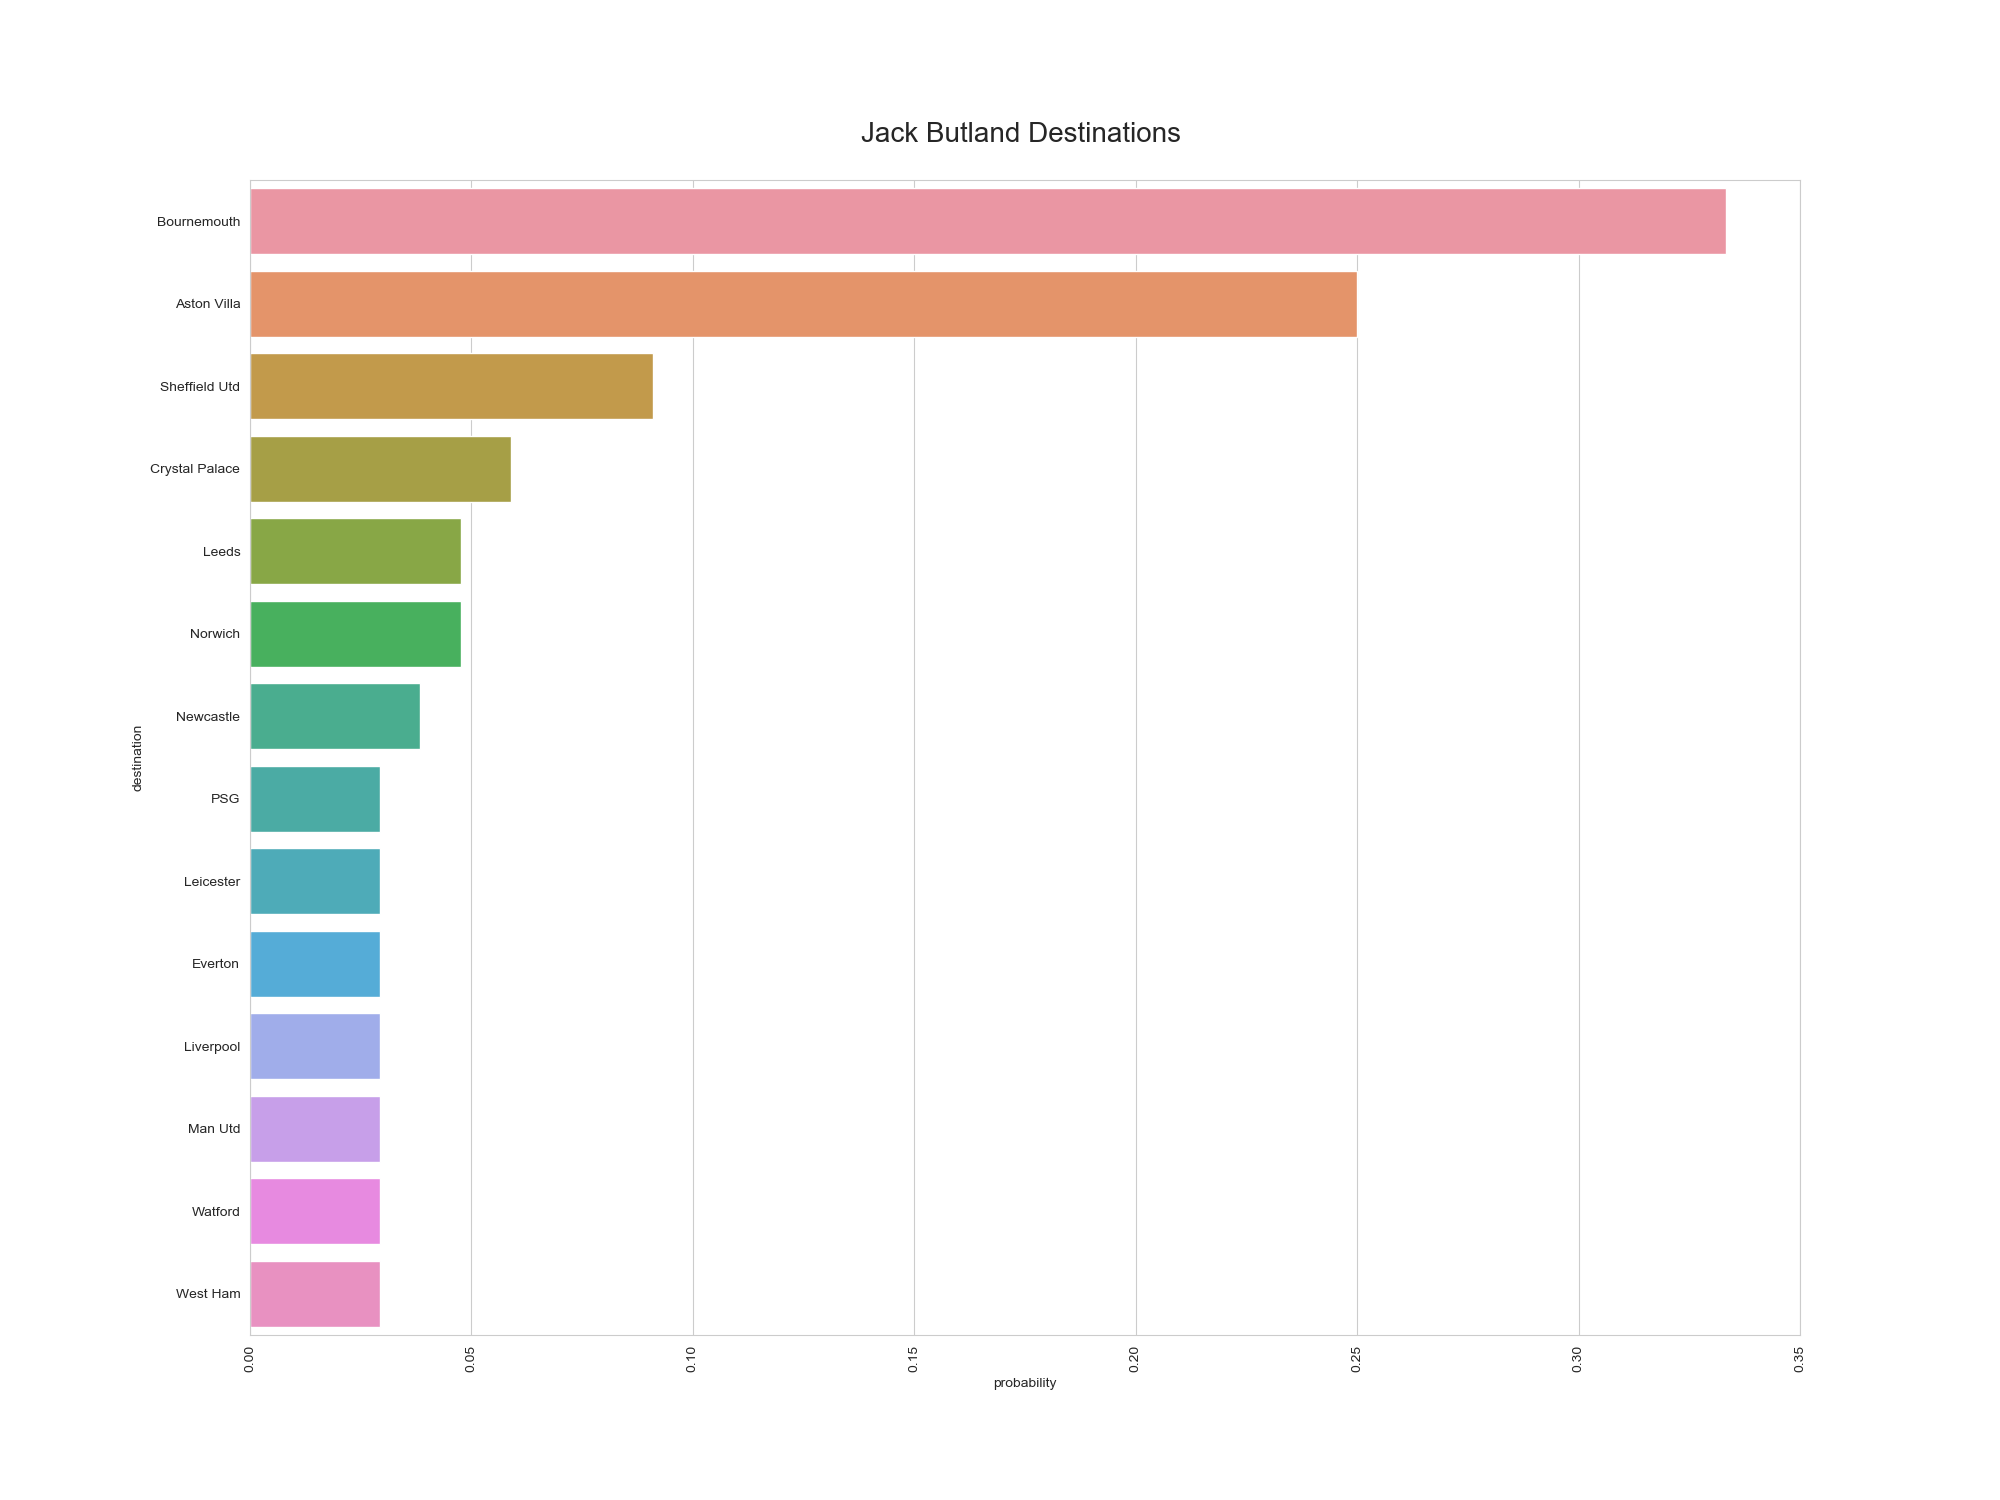 Jack Butland Destinations
Bournemouth
Aston Villa
Sheffield Utd
Crystal Palace
Leeds
Norwich
Newcastle
PSG
Leicester
Everton
Liverpool
Man Utd
Watford
West Ham
destination
0.00
0.05
0.10
0.15
0.20
0.25
0.30
0.35
probability